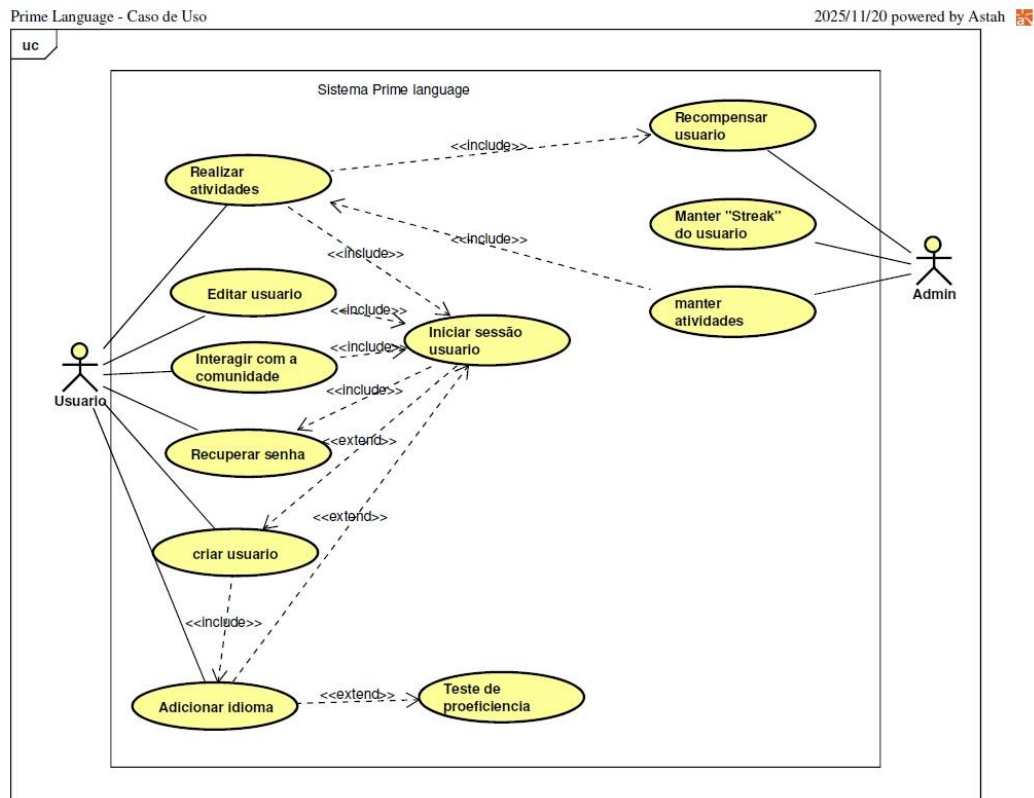 Prime Language - Caso de Uso
2025/11/20 powered by Astah
uc
Sistema Prime language
Recompensar
usuario
<<include>>
Realizar
atividades
Manter "Streak"
do usuario
<<include>>
<<include>>
Admin
Editar usuario
manter
atividades
<<include>>
Iniciar sessão
usuario
Interagir com a
comunidade
<<include>>
<<include>>
Usuario
<<extend>>
Recuperar senha
<<extend>>
criar usuario
<<include>>
Adicionar idioma
<<extend>>
Teste de
proeficiencia